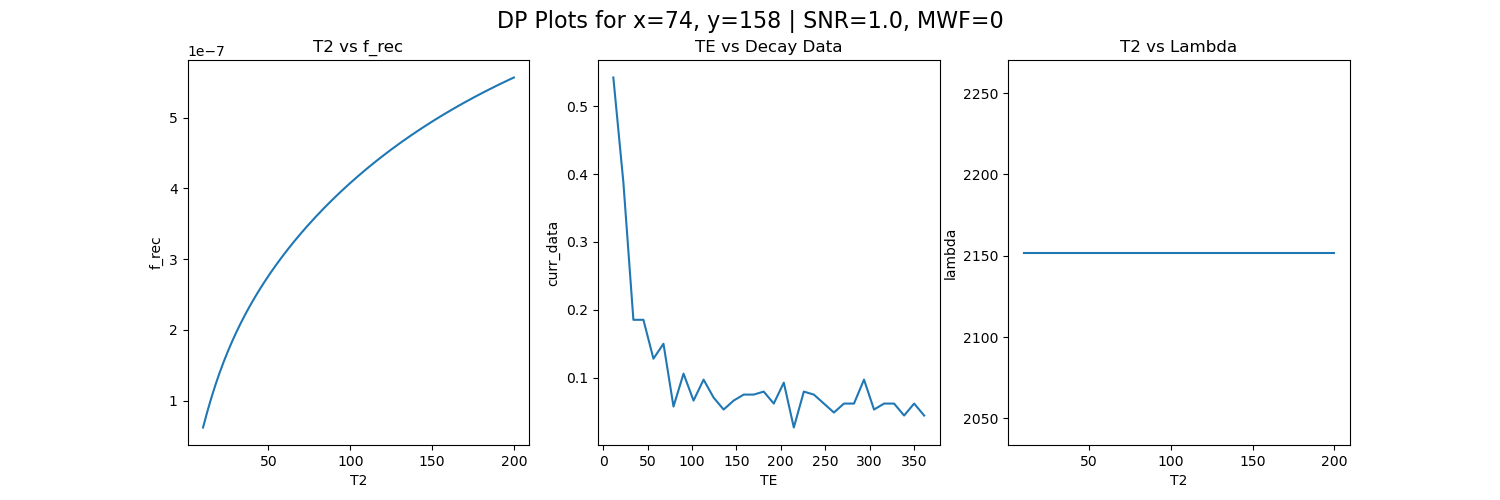 DP Plots for x=74, y=158 | SNR=1.0, MWF=0
T2 vs f_rec
1e−7
f_rec
5
4
3
2
1
50 100 150 200
T2
TE vs Decay Data
curr_data
0.5
0.4
0.3
0.2
0.1
0 50 100 150 200 250 300 350
TE
T2 vs Lambda
lambda
2250
2200
2150
2100
2050
50 100 150 200
T2